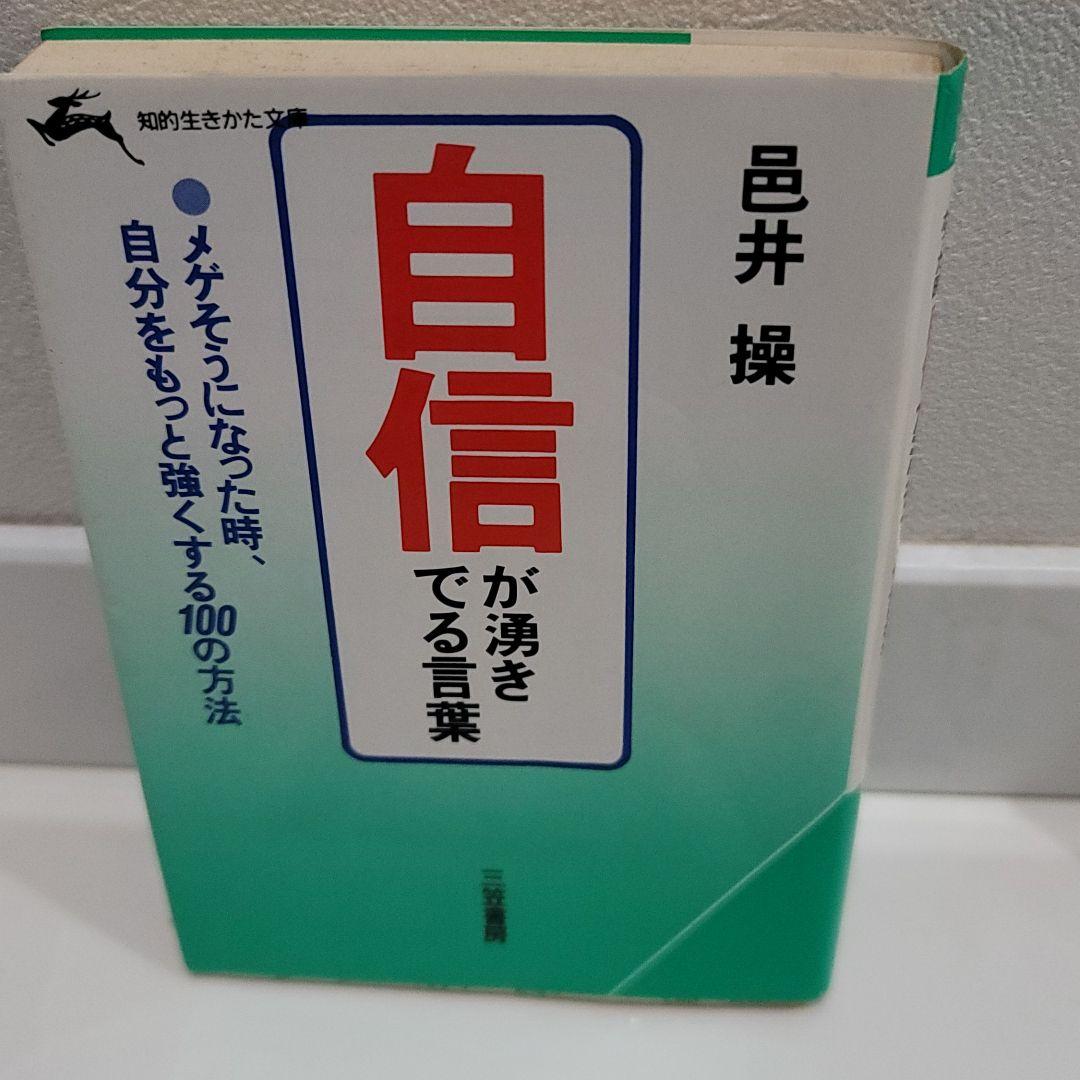 知的生きかた文庫
邑井 操
自信
が湧き
でる言葉
●メゲそうになった時、
自分をもっと強くする100の方法
三笠書房